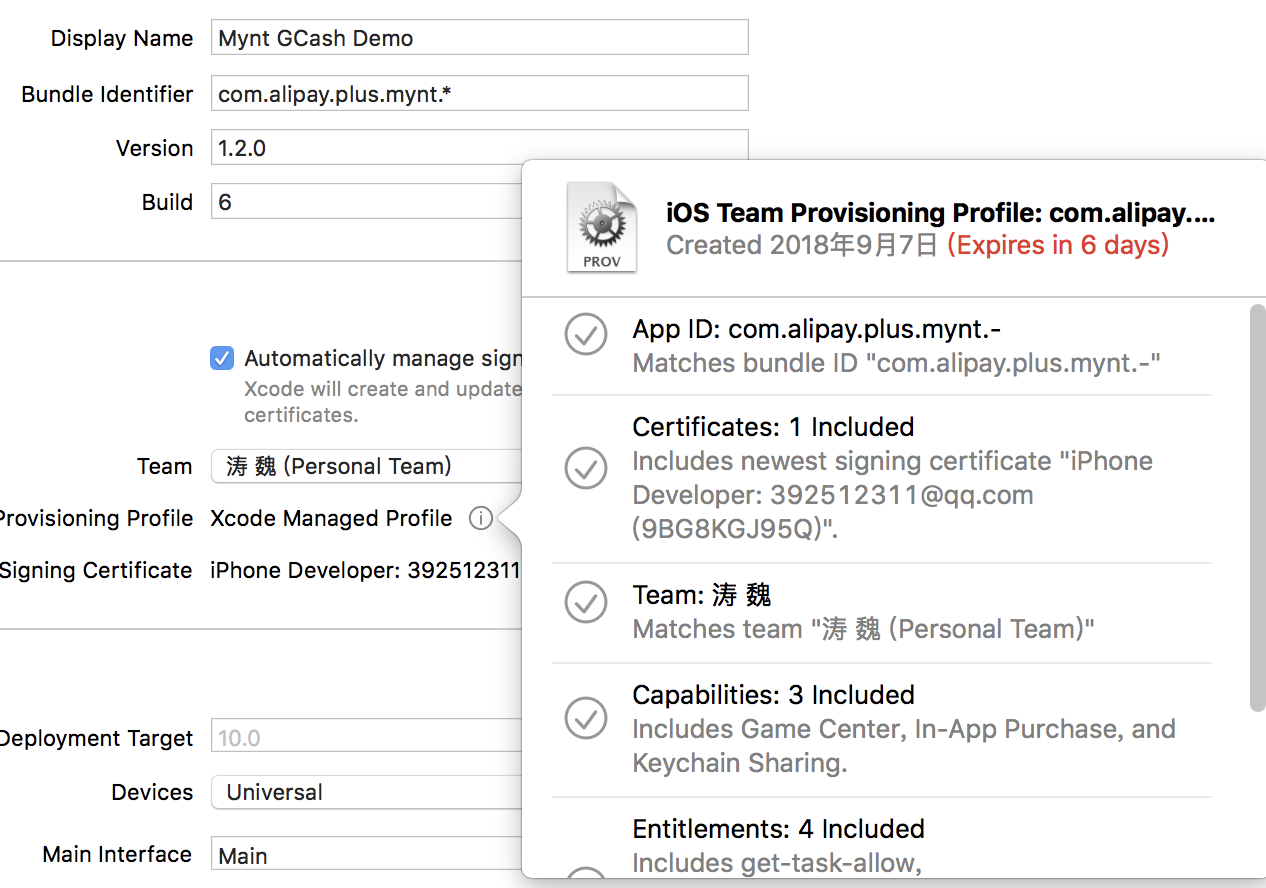 Display Name Mynt GCash Demo
Bundle Identifier com.alipay.plus.mynt.*
Version 1.2.0
Build 6
Automatically manage sign
Xcode will create and update
certificates.
Team 涛 魏 (Personal Team)
Provisioning Profile Xcode Managed Profile
Signing Certificate iPhone Developer: 392512311
Deployment Target 10.0
Devices Universal
Main Interface Main
PROV
iOS Team Provisioning Profile: com.alipay....
Created 2018年9月7日 (Expires in 6 days)
App ID: com.alipay.plus.mynt.-
Matches bundle ID "com.alipay.plus.mynt.-"
Certificates: 1 Included
Includes newest signing certificate "iPhone
Developer: 392512311@qq.com
(9BG8KGJ95Q)".
Team: 涛 魏
Matches team "涛 魏 (Personal Team)"
Capabilities: 3 Included
Includes Game Center, In-App Purchase, and
Keychain Sharing.
Entitlements: 4 Included
Includes get-task-allow,